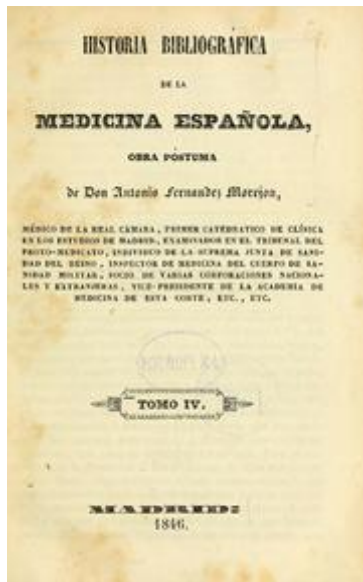 HISTORIA BIBLIOGRÁFICA
DE LA
MEDICINA ESPAÑOLA,
OBRA PÓSTUMA
de Don Antonio Fernandez Morejon,
MÉDICO DE LA REAL CÁMARA, PRIMER CATEDRATICO DE CLÍSICA
EN LOS ESTUDIOS DE MADRID, EXAMINADOR EN EL TRIBUNAL DEL
PROTO-MEDICATO, INDIVIDUO DE LA SUPREMA JUNTA DE SANI-
DAD DEL REINO, INSPECTOR DE MEDICINA DEL CUERPO DE SA-
NIDAD MILITAR, SOCIO DE VARIAS CORPORACIONES NACIONA-
LES Y EXTRANJERAS, VICE-PRESIDENTE DE LA ACADEMIA DE
MEDICINA DE ESTA CORTE, ETC., ETC.
TOMO IV.
MADRID:
1846.